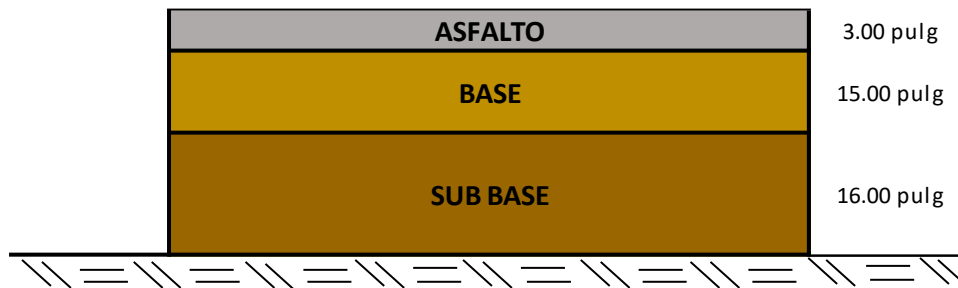 ASFALTO 3.00 pulg
BASE 15.00 pulg
SUB BASE 16.00 pulg